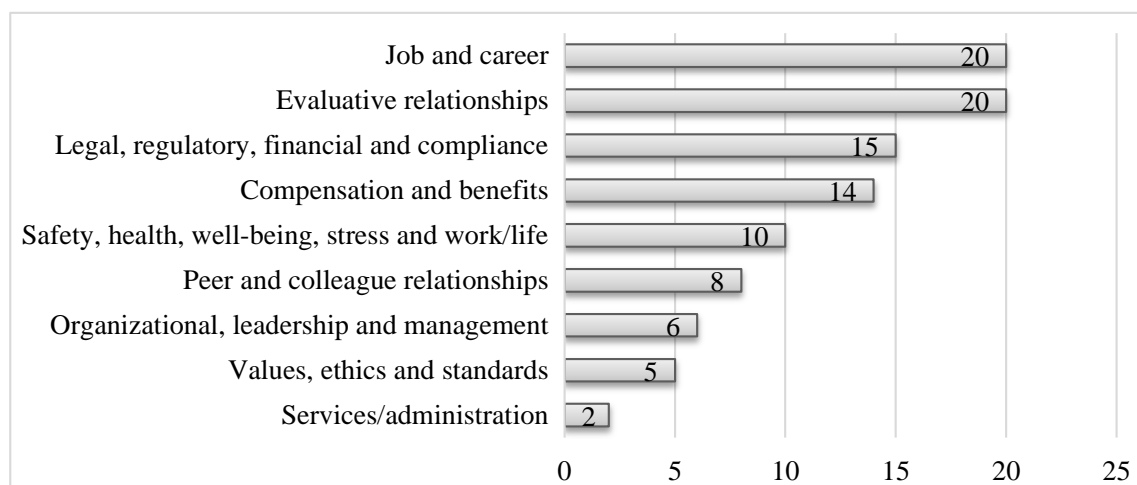 Job and career 20
Evaluative relationships 20
Legal, regulatory, financial and compliance 15
Compensation and benefits 14
Safety, health, well-being, stress and work/life 10
Peer and colleague relationships 8
Organizational, leadership and management 6
Values, ethics and standards 5
Services/administration 2
0 5 10 15 20 25